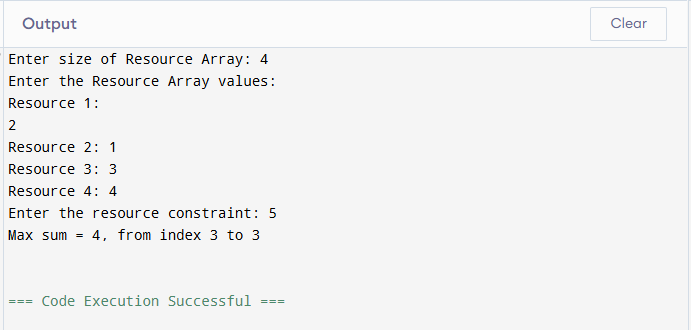 Output
Clear
Enter size of Resource Array: 4
Enter the Resource Array values:
Resource 1:
2
Resource 2: 1
Resource 3: 3
Resource 4: 4
Enter the resource constraint: 5
Max sum = 4, from index 3 to 3
=== Code Execution Successful ===